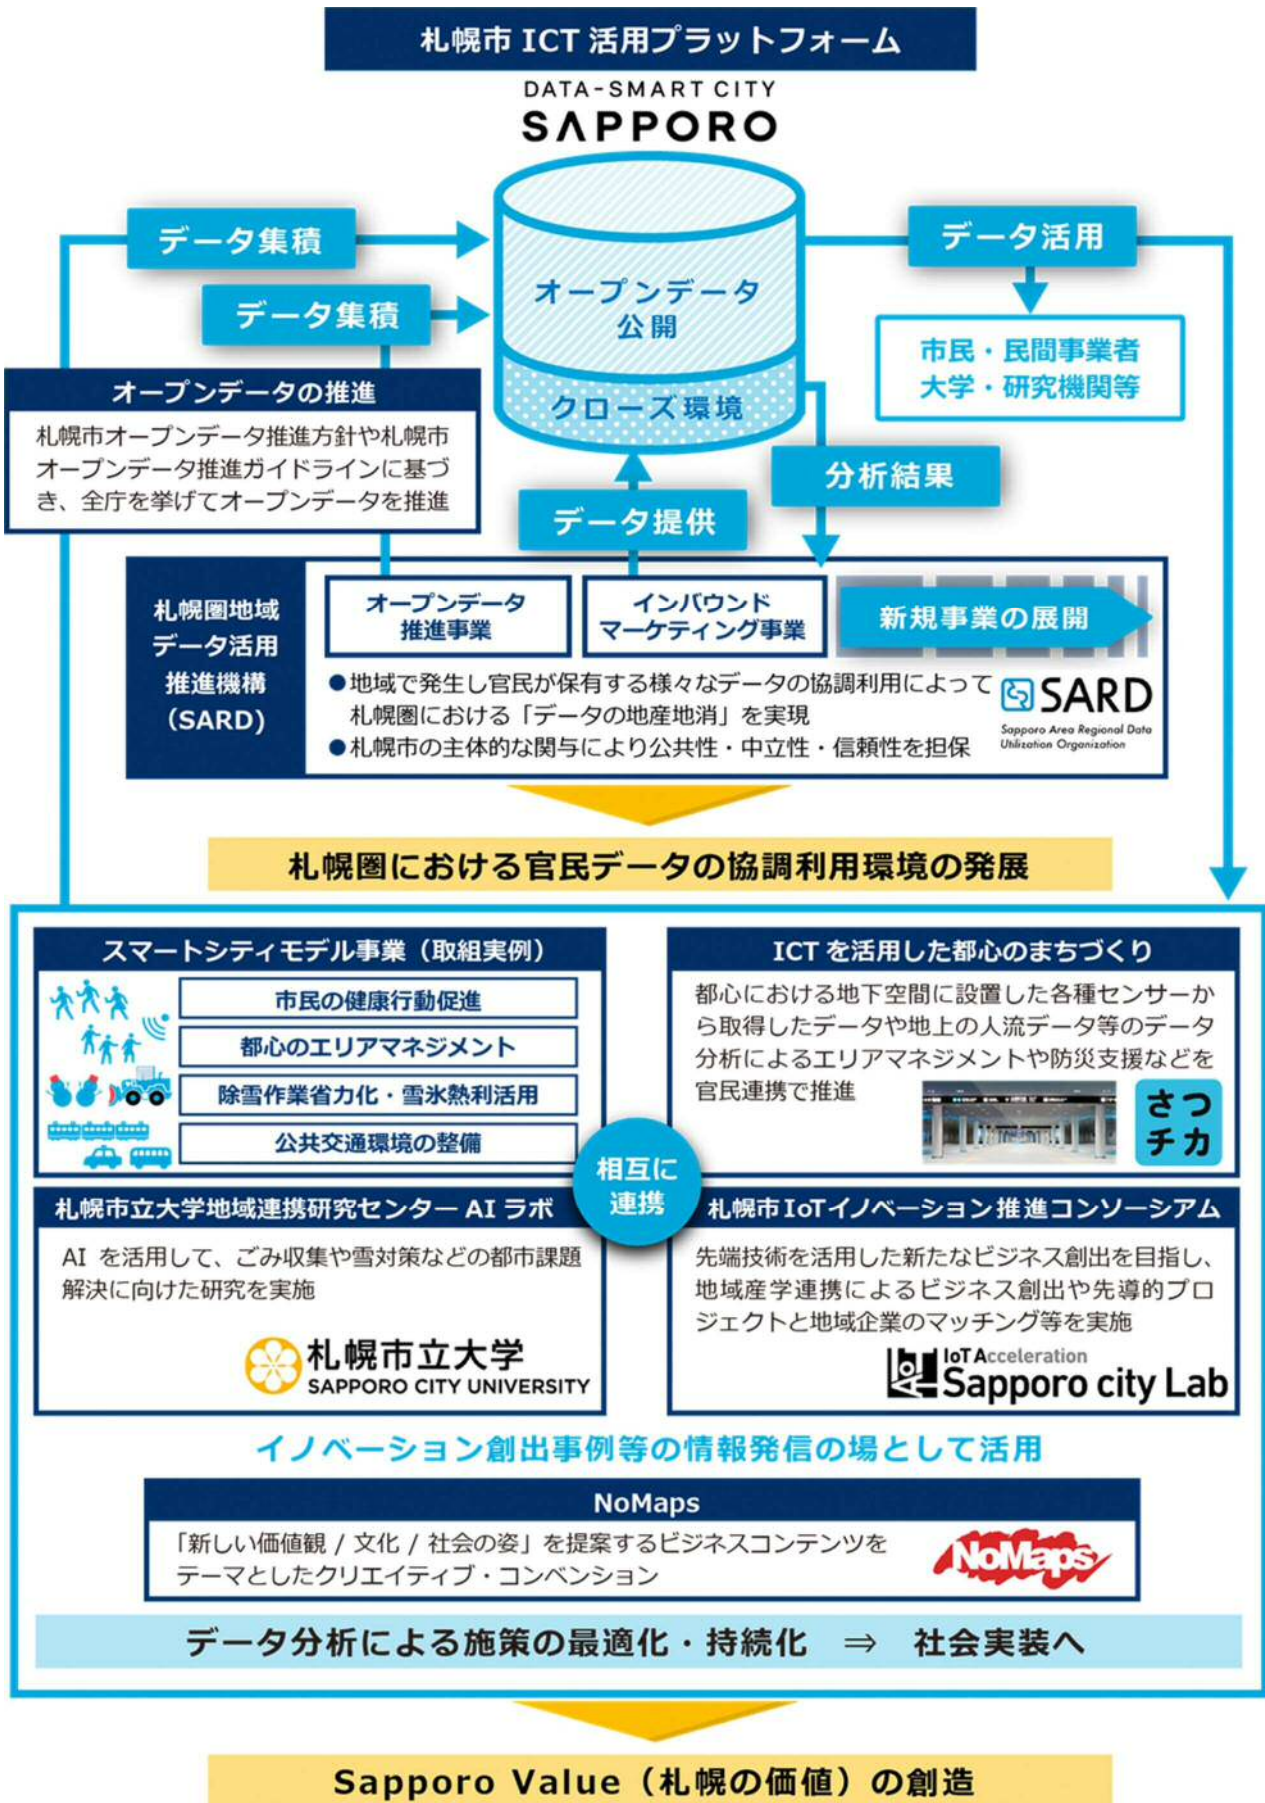 札幌市 ICT 活用プラットフォーム
DATA-SMART CITY
SAPPORO
データ集積
データ活用
データ集積
オープンデータ
公開
クローズ環境
市民・民間事業者
大学・研究機関等
オープンデータの推進
札幌市オープンデータ推進方針や札幌市
オープンデータ推進ガイドラインに基づ
き、全庁を挙げてオープンデータを推進
分析結果
データ提供
札幌圏地域
データ活用
推進機構
(SARD)
オープンデータ
推進事業
インバウンド
マーケティング事業
新規事業の展開
●地域で発生し官民が保有する様々なデータの協調利用によって
札幌圏における「データの地産地消」を実現
●札幌市の主体的な関与により公共性・中立性・信頼性を担保
SARD
Sapporo Area Regional Data
Utilization Organization
札幌圏における官民データの協調利用環境の発展
スマートシティモデル事業（取組実例）
市民の健康行動促進
都心のエリアマネジメント
除雪作業省力化・雪氷熱利活用
公共交通環境の整備
ICT を活用した都心のまちづくり
都心における地下空間に設置した各種センサーか
ら取得したデータや地上の人流データ等のデータ
分析によるエリアマネジメントや防災支援などを
官民連携で推進
さつ
チカ
相互に
連携
札幌市立大学地域連携研究センター AI ラボ
AI を活用して、ごみ収集や雪対策などの都市課題
解決に向けた研究を実施
札幌市立大学
SAPPORO CITY UNIVERSITY
札幌市 IoT イノベーション推進コンソーシアム
先端技術を活用した新たなビジネス創出を目指し、
地域産学連携によるビジネス創出や先導的プロ
ジェクトと地域企業のマッチング等を実施
IoT Acceleration
Sapporo city Lab
イノベーション創出事例等の情報発信の場として活用
NoMaps
「新しい価値観 / 文化 / 社会の姿」を提案するビジネスコンテンツを
テーマとしたクリエイティブ・コンベンション
NoMaps
データ分析による施策の最適化・持続化 ⇒ 社会実装へ
Sapporo Value（札幌の価値）の創造